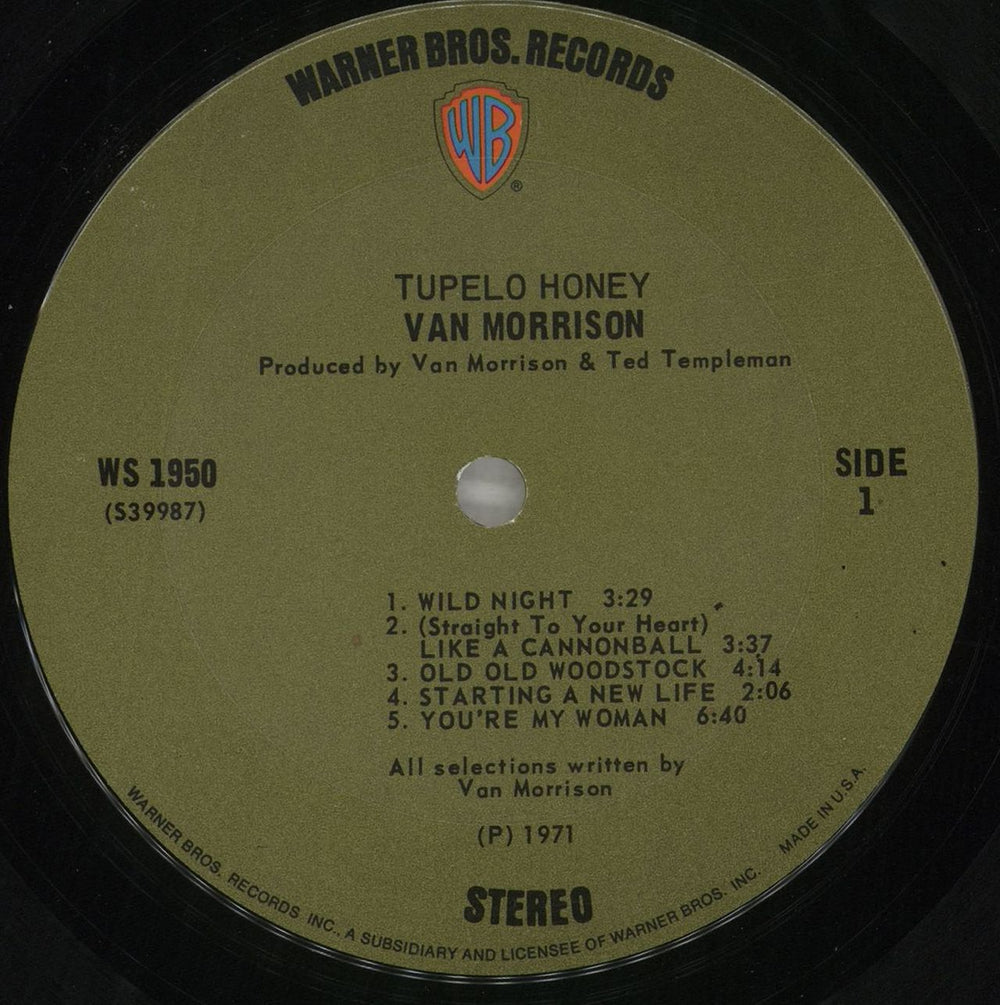 WARNER BROS. RECORDS
WB
®
TUPELO HONEY
VAN MORRISON
Produced by Van Morrison & Ted Templeman
WS 1950
(S39987)
SIDE
1
1. WILD NIGHT 3:29
2. (Straight To Your Heart)
LIKE A CANNONBALL 3:37
3. OLD OLD WOODSTOCK 4:14
4. STARTING A NEW LIFE 2:06
5. YOU'RE MY WOMAN 6:40
All selections written by
Van Morrison
(P) 1971
STEREO
WARNER BROS. RECORDS INC., A SUBSIDIARY AND LICENSEE OF WARNER BROS. INC. MADE IN U.S.A.